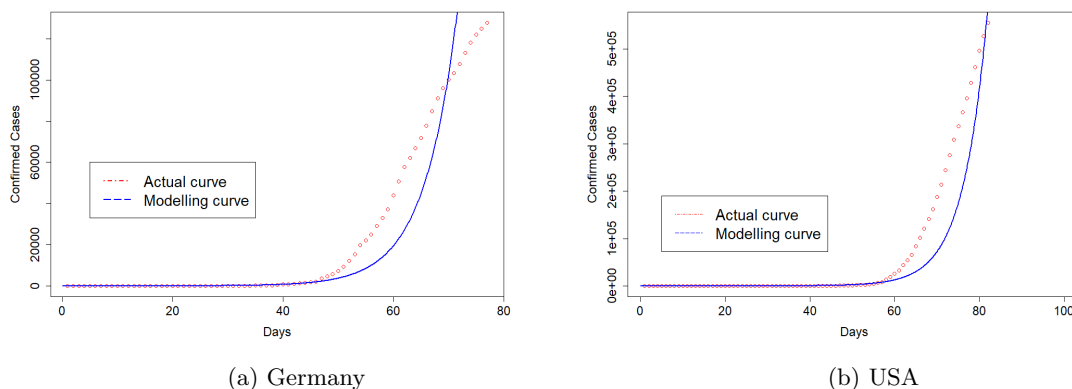 Confirmed Cases
0
20000
60000
100000
Actual curve
Modelling curve
0
20
40
60
80
Days
(a) Germany
Confirmed Cases
0e+00
1e+05
2e+05
3e+05
4e+05
5e+05
Actual curve
Modelling curve
0
20
40
60
80
100
Days
(b) USA